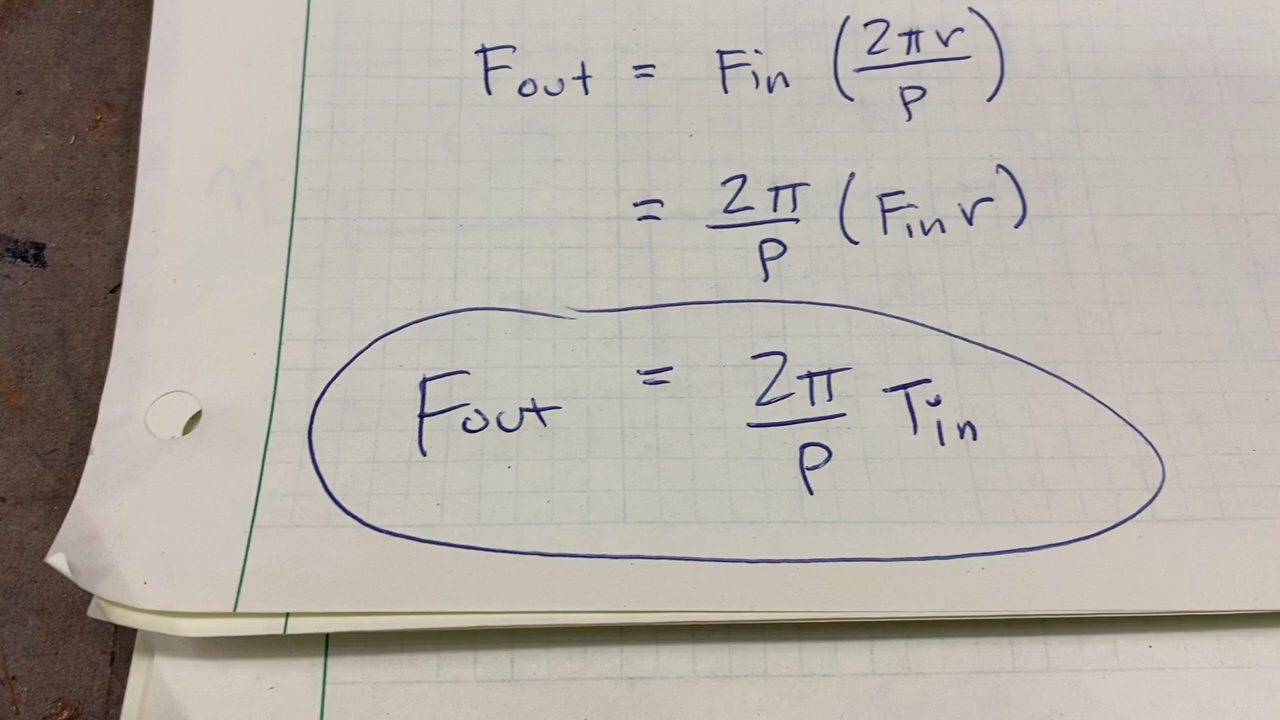 Fout = Fin (2πr/P)
= 2π/P (Fin r)
Fout = 2π/P Tin